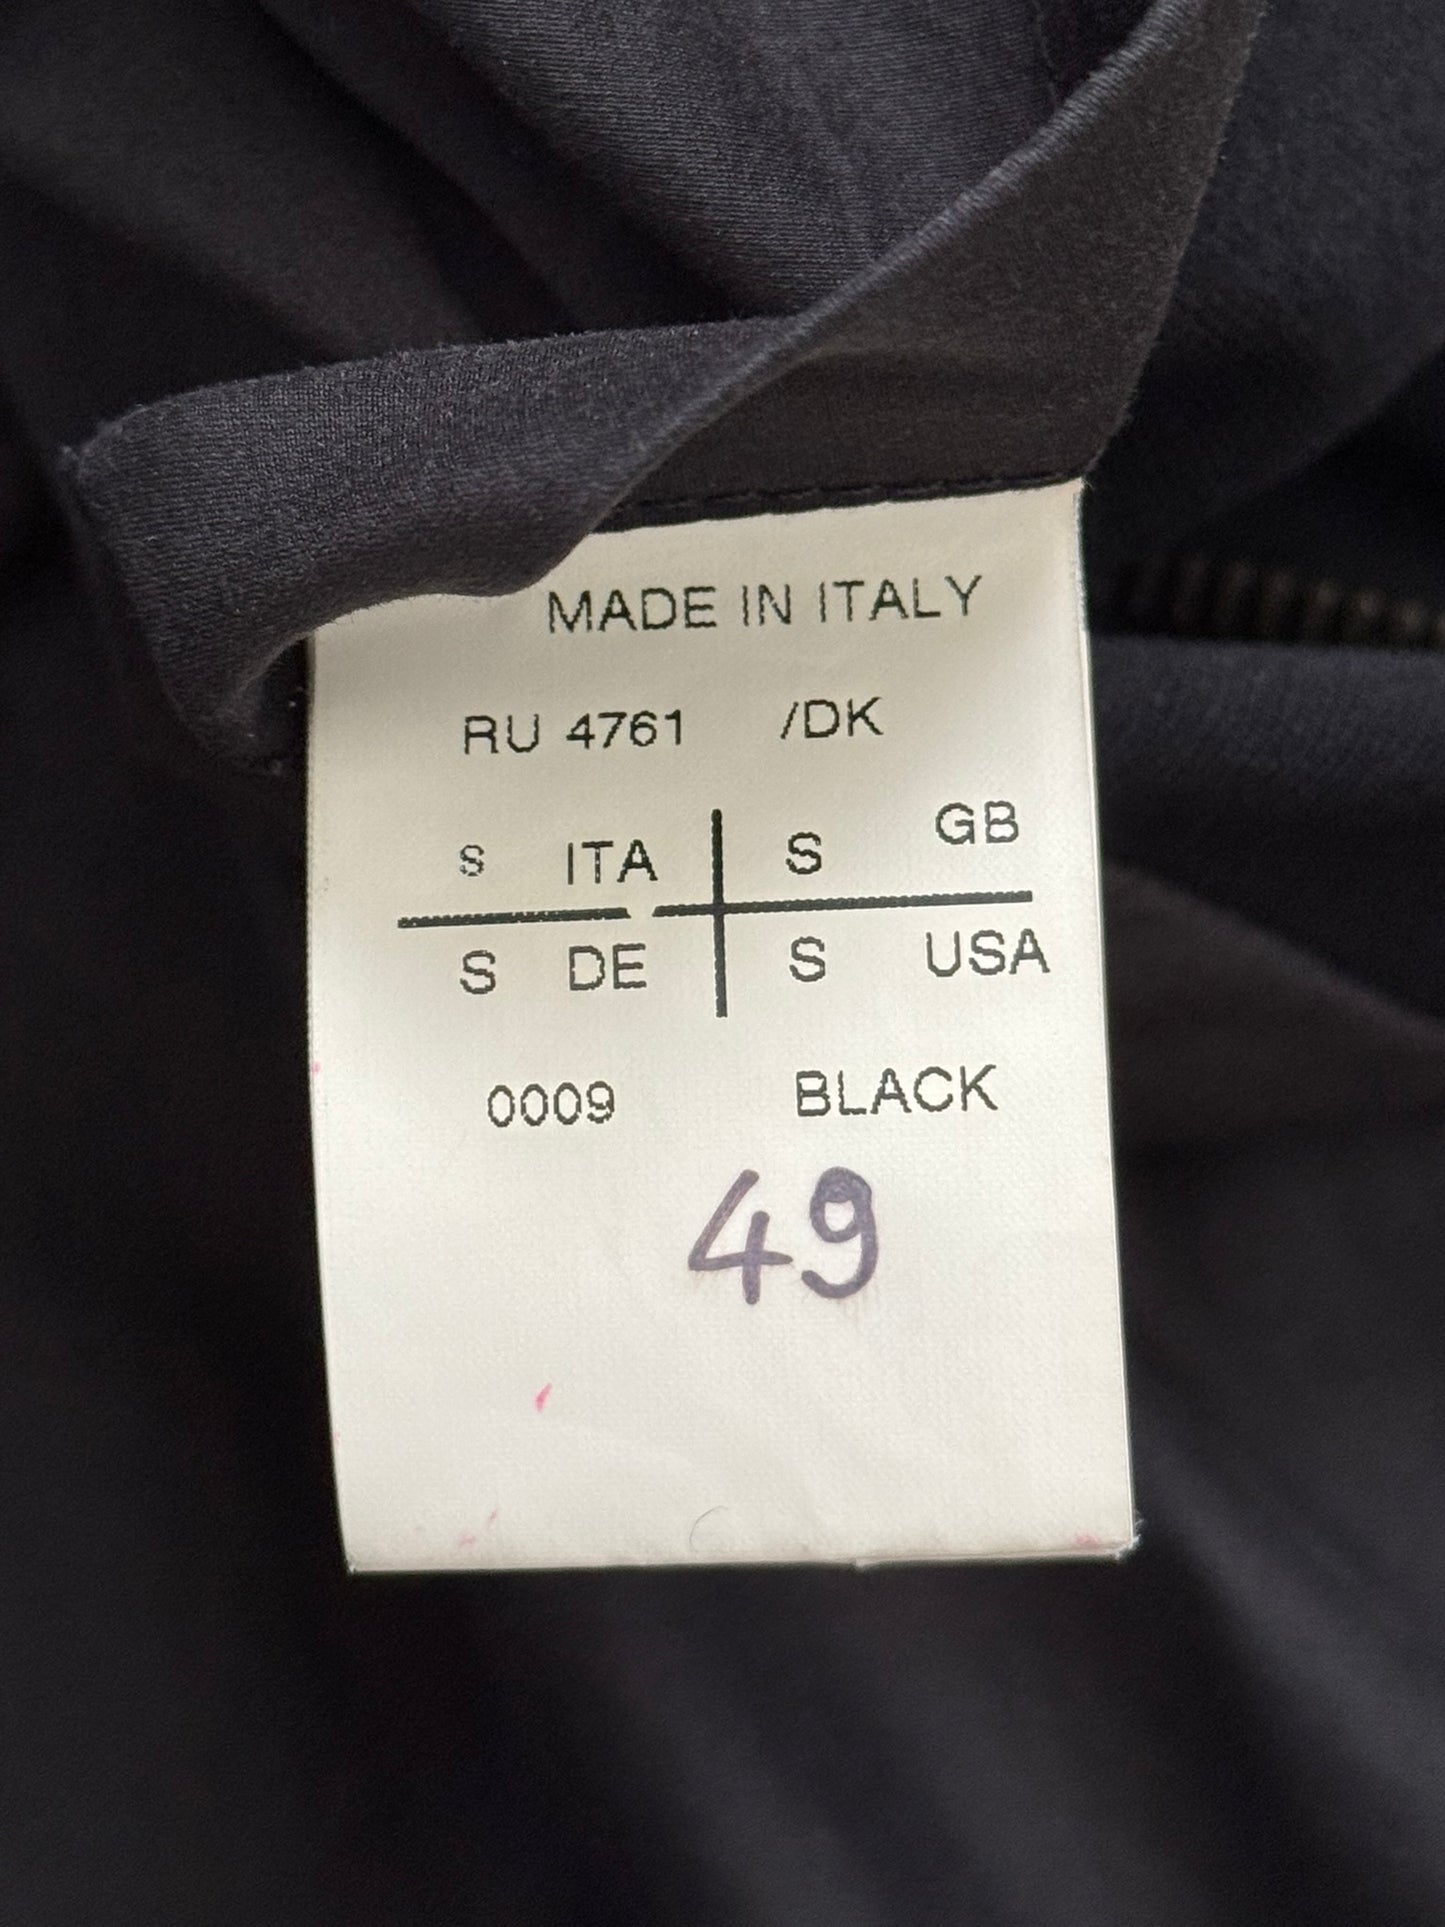 MADE IN ITALY
RU 4761 /DK
S ITA S GB
S DE S USA
0009 BLACK
49